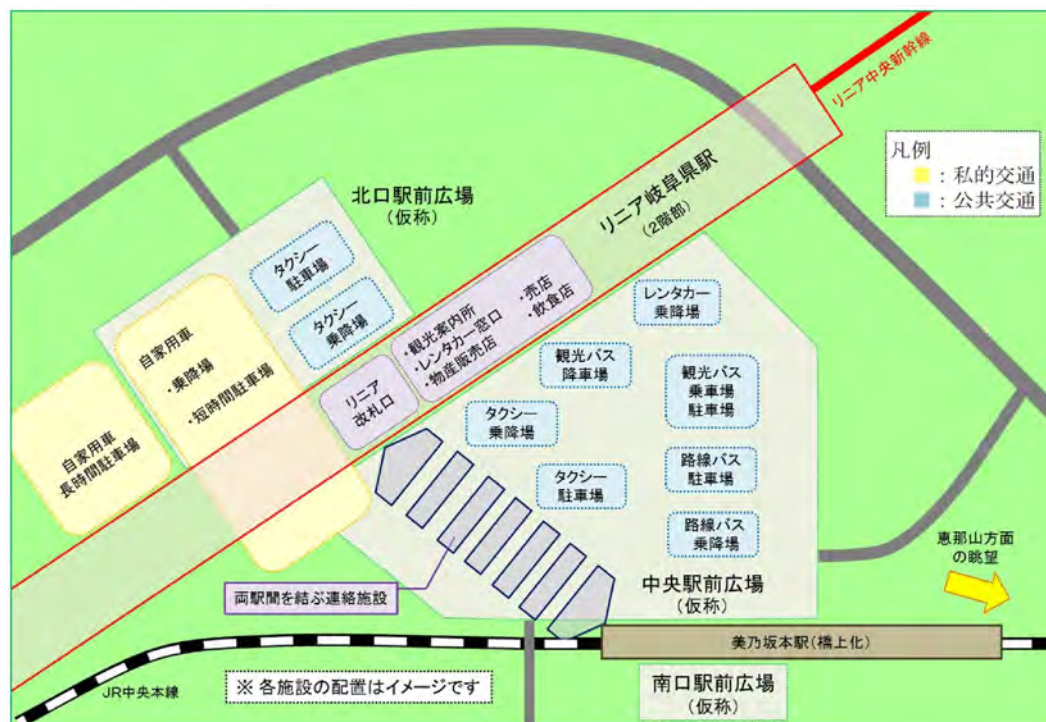 リニア中央新幹線
凡例
：私的交通
：公共交通
北口駅前広場
（仮称）
リニア岐阜県駅
（2階部）
タクシー
駐車場
タクシー
乗降場
・観光案内所
・レンタカー窓口
・物産販売店
・売店
・飲食店
リニア
改札口
自家用車
・乗降場
・短時間駐車場
自家用車
長時間駐車場
レンタカー
乗降場
観光バス
降車場
観光バス
乗車場
駐車場
タクシー
乗降場
タクシー
駐車場
路線バス
駐車場
路線バス
乗降場
恵那山方面
の眺望
両駅間を結ぶ連絡施設
中央駅前広場
（仮称）
美乃坂本駅（橋上化）
JR中央本線
※ 各施設の配置はイメージです
南口駅前広場
（仮称）